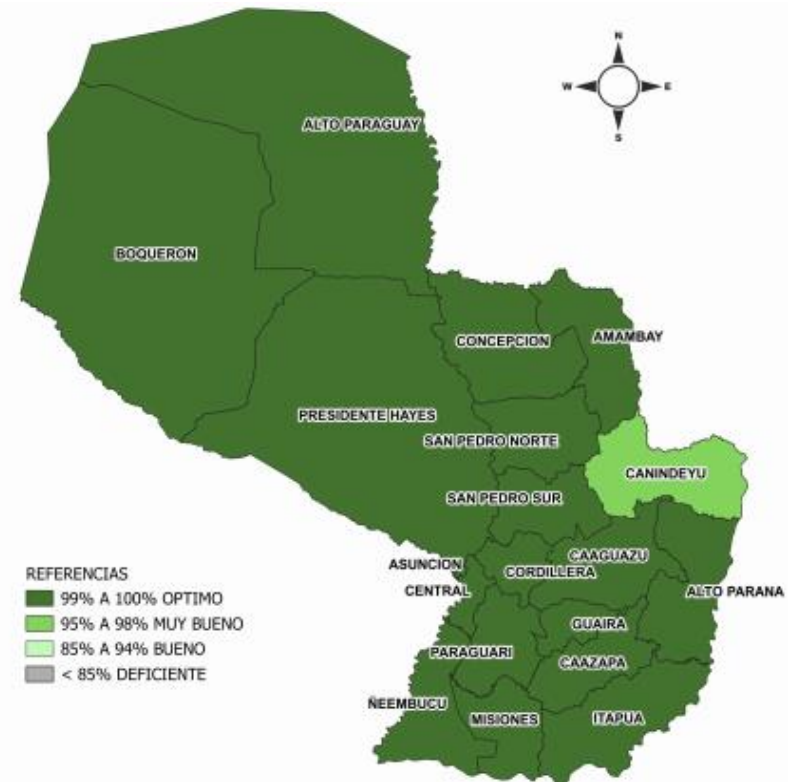 N
W E
S
ALTO PARAGUAY
BOQUERON
CONCEPCION
AMAMBAY
PRESIDENTE HAYES
SAN PEDRO NORTE
CANINDEYU
SAN PEDRO SUR
ASUNCION
CAAGUAZU
CORDILLERA
CENTRAL
ALTO PARANA
GUAIRA
PARAGUARI
CAAZAPA
ÑEEMBUCU
MISIONES
ITAPUA
REFERENCIAS
99% A 100% OPTIMO
95% A 98% MUY BUENO
85% A 94% BUENO
< 85% DEFICIENTE